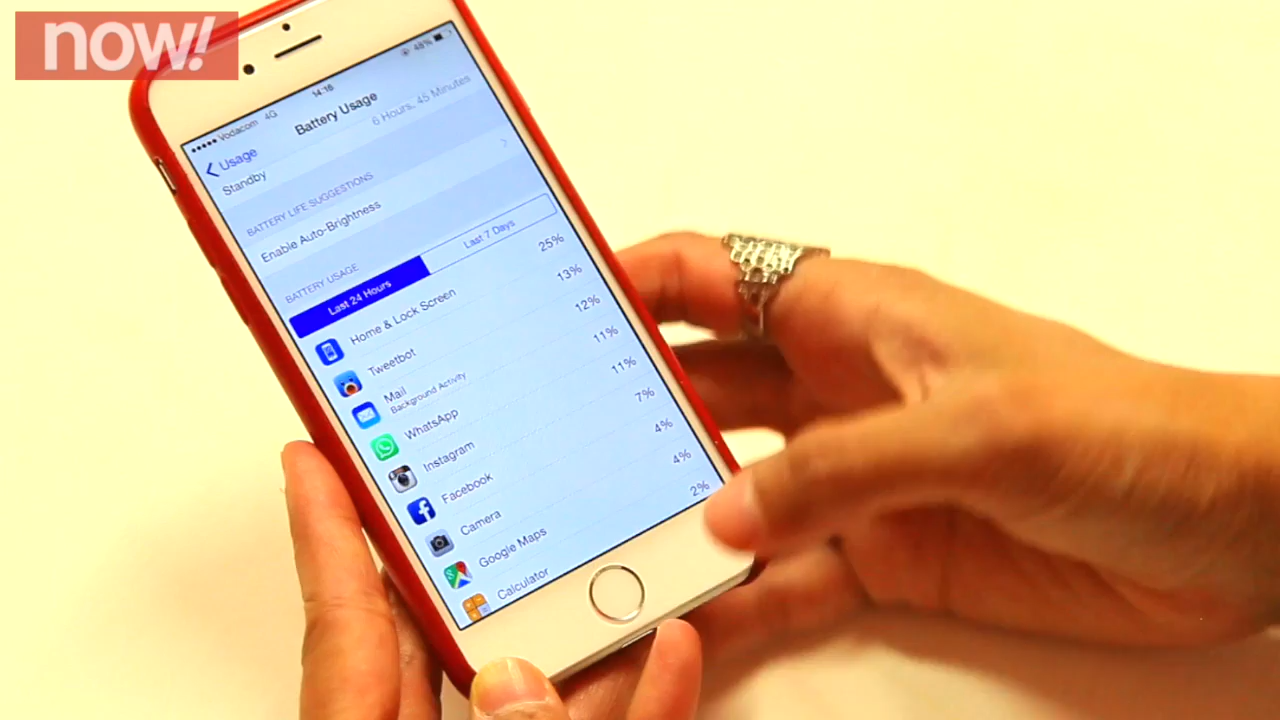 now!
Vodacom 4G
14:16
48%
Usage
Battery Usage
Standby
6 Hours, 45 Minutes
BATTERY LIFE SUGGESTIONS
Enable Auto-Brightness
BATTERY USAGE
Last 24 Hours
Last 7 Days
Home & Lock Screen 25%
Tweetbot 13%
Mail 12%
Background Activity
WhatsApp 11%
Instagram 11%
Facebook 7%
Camera 4%
Google Maps 4%
Calculator 2%